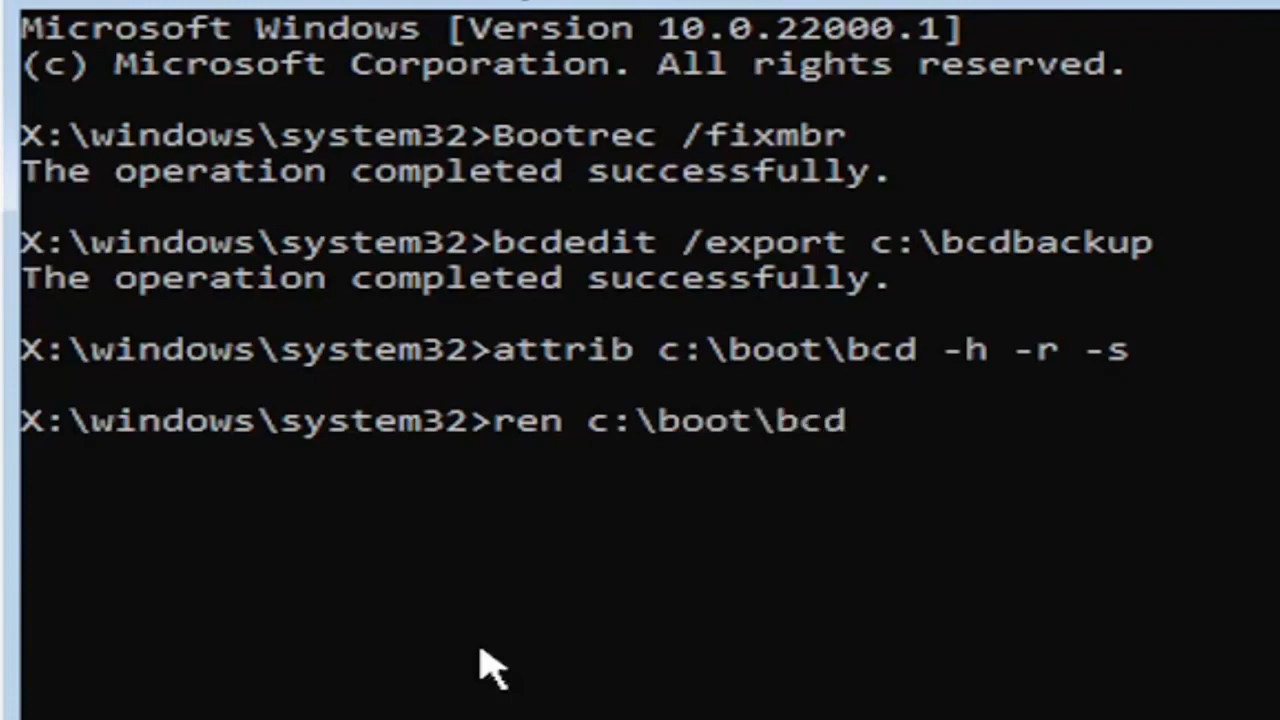 Microsoft Windows [Version 10.0.22000.1]
(c) Microsoft Corporation. All rights reserved.
X:\windows\system32>Bootrec /fixmbr
The operation completed successfully.
X:\windows\system32>bcdedit /export c:\bcdbackup
The operation completed successfully.
X:\windows\system32>attrib c:\boot\bcd -h -r -s
X:\windows\system32>ren c:\boot\bcd